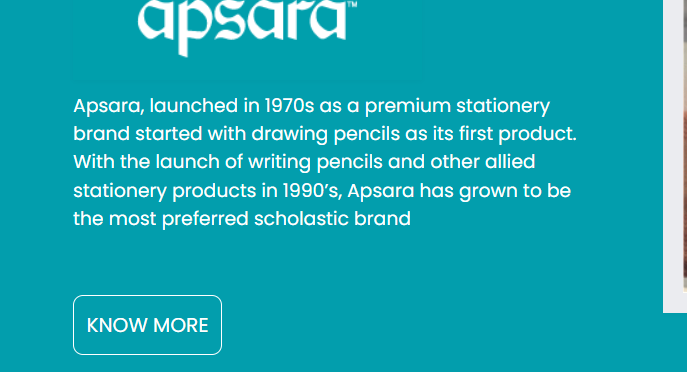 apsara™
Apsara, launched in 1970s as a premium stationery
brand started with drawing pencils as its first product.
With the launch of writing pencils and other allied
stationery products in 1990’s, Apsara has grown to be
the most preferred scholastic brand
KNOW MORE